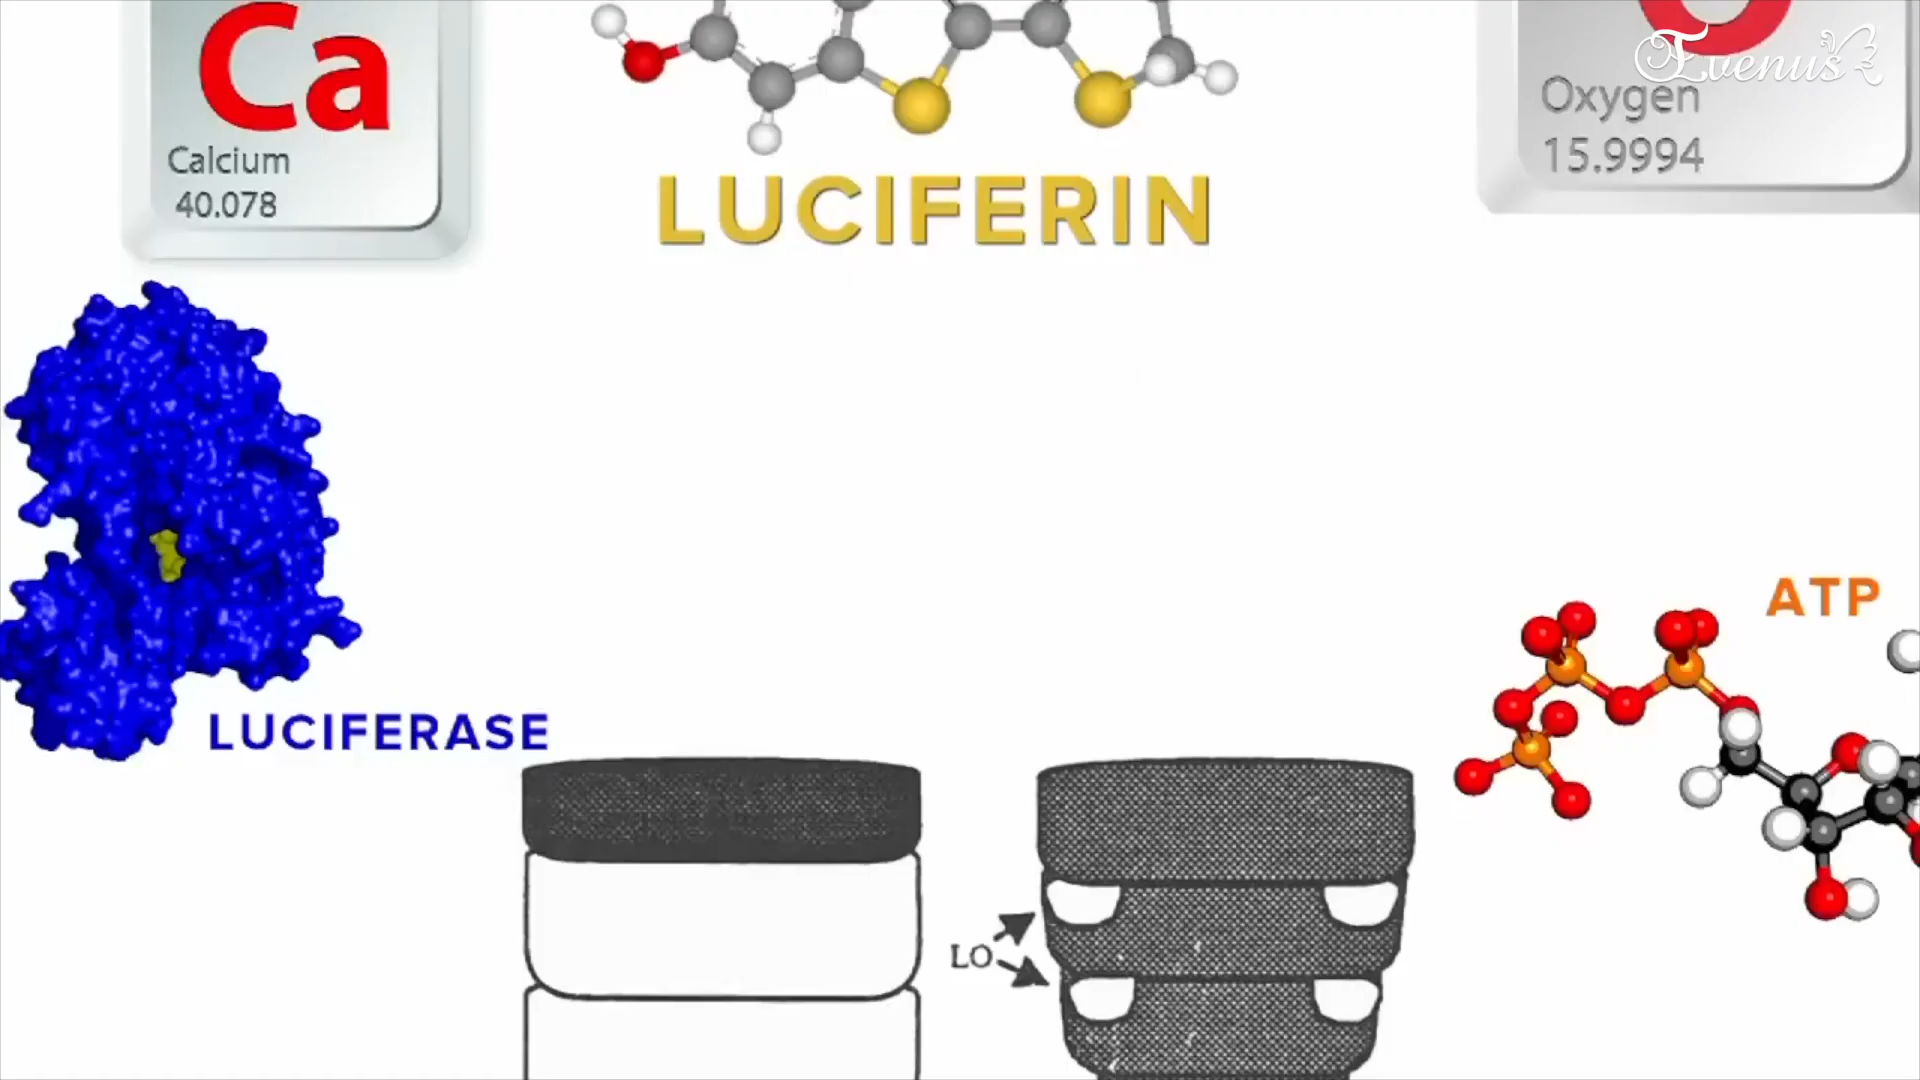 Ca
Calcium
40.078
LUCIFERIN
O
Evenus
Oxygen
15.9994
LUCIFERASE
ATP
LO